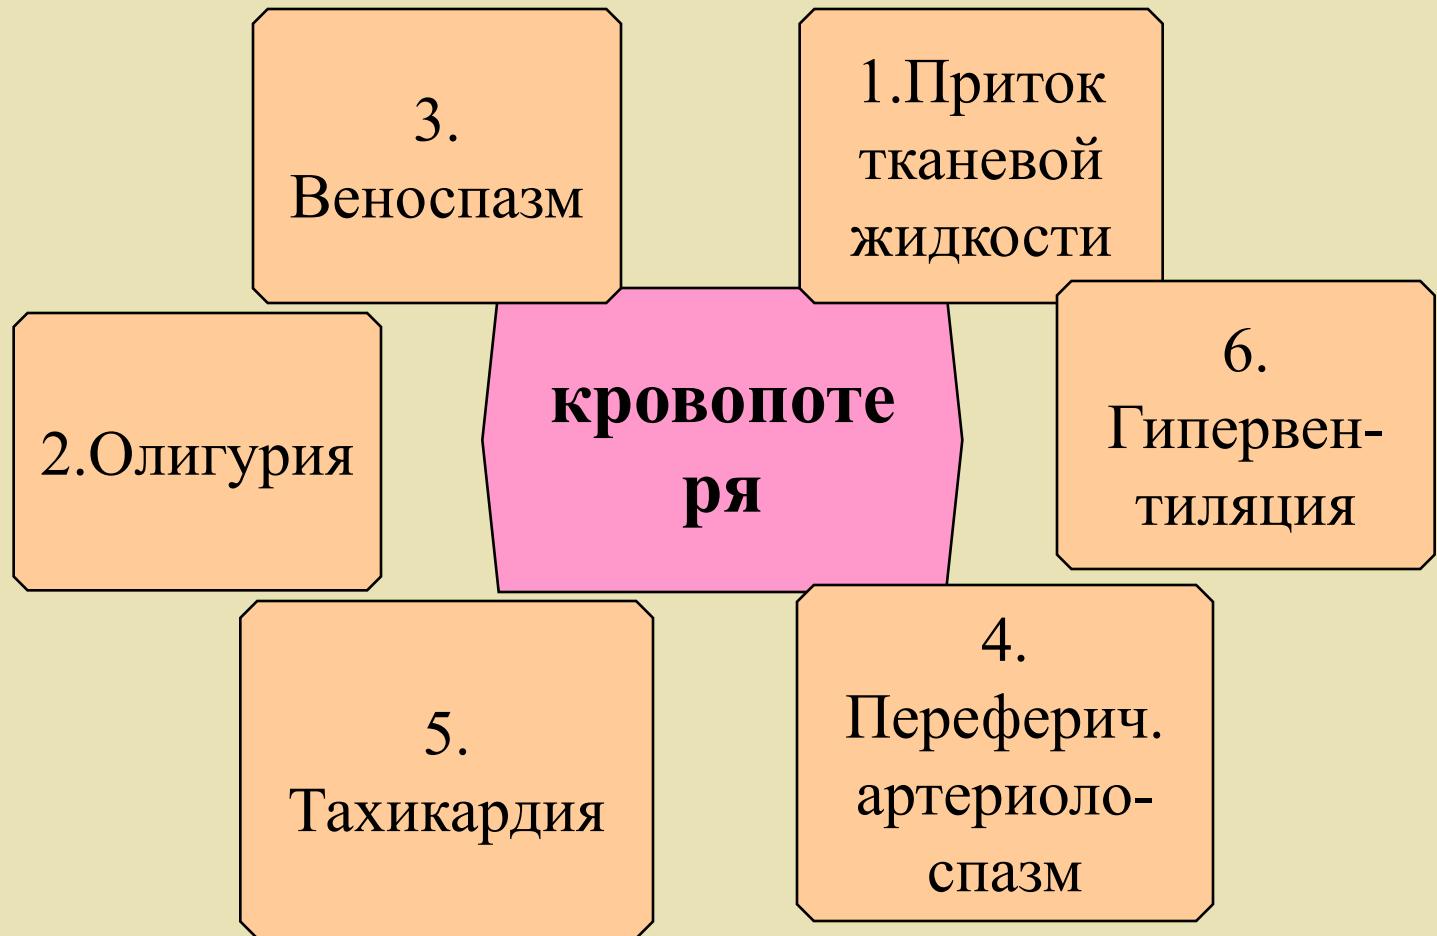 3.
Веноспазм
1.Приток
тканевой
жидкости
2.Олигурия
кровопоте
ря
6.
Гипервен-
тиляция
5.
Тахикардия
4.
Переферич.
артериоло-
спазм